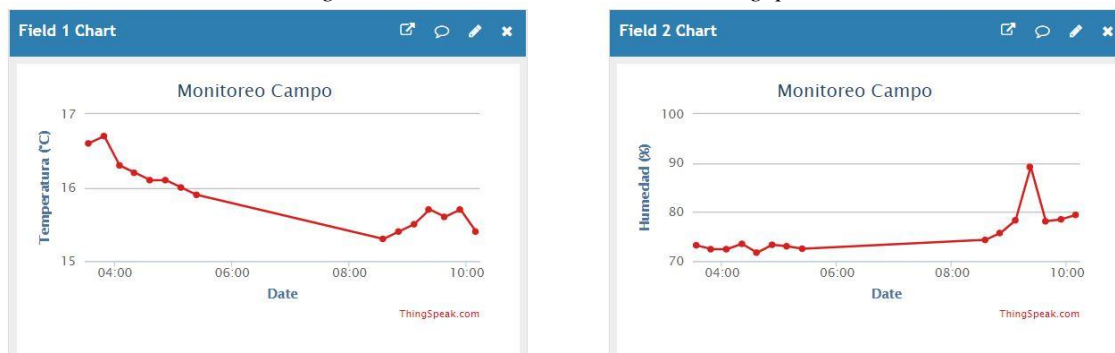 Field 1 Chart
Monitoreo Campo
17
16
15
Temperatura (°C)
04:00
06:00
08:00
10:00
Date
ThingSpeak.com
Field 2 Chart
Monitoreo Campo
100
90
80
70
Humedad (%)
04:00
06:00
08:00
10:00
Date
ThingSpeak.com